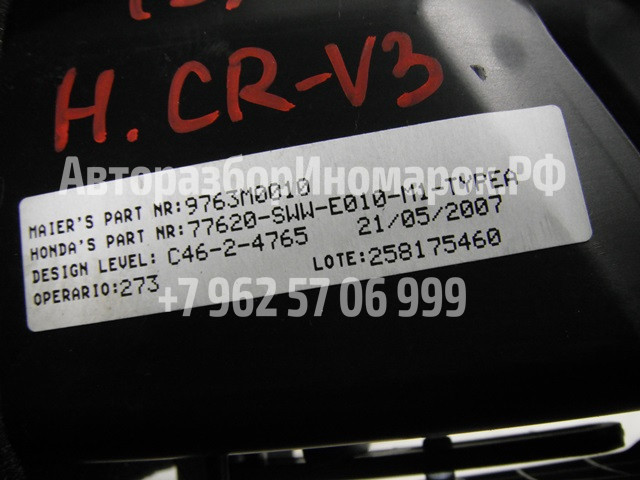 H. CR-V3
АвторазборИномарок.РФ
MAIER'S PART NR:9763M0010
HONDA'S PART NR:77620-SWW-E010-M1-TYPEA
DESIGN LEVEL: C46-2-4765 21/05/2007
OPERARIO:273 LOTE:258175460
+7 962 57 06 999